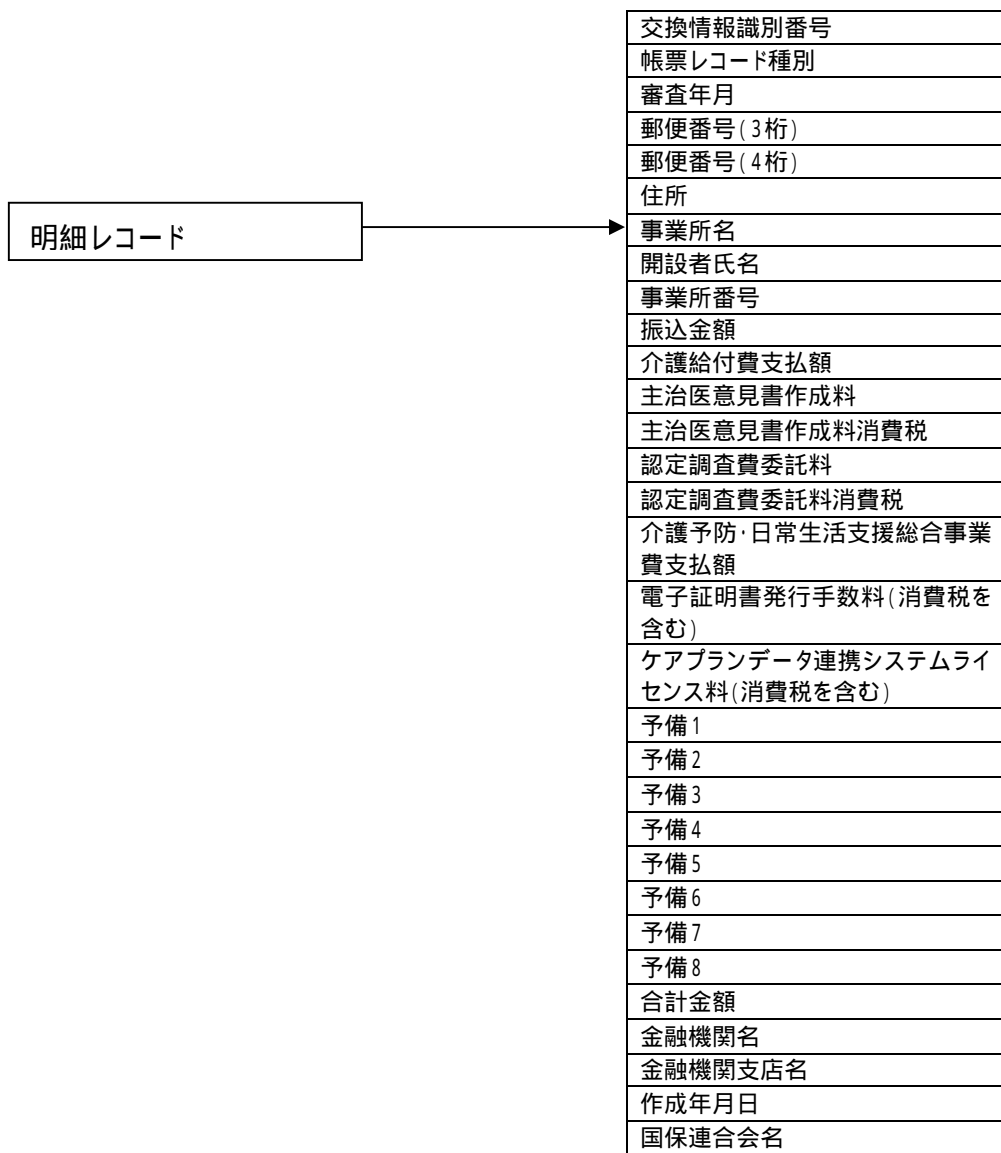 明細レコード
交換情報識別番号
帳票レコード種別
審査年月
郵便番号(3桁)
郵便番号(4桁)
住所
事業所名
開設者氏名
事業所番号
振込金額
介護給付費支払額
主治医意見書作成料
主治医意見書作成料消費税
認定調査費委託料
認定調査費委託料消費税
介護予防・日常生活支援総合事業
費支払額
電子証明書発行手数料(消費税を
含む)
ケアプランデータ連携システムライ
センス料(消費税を含む)
予備1
予備2
予備3
予備4
予備5
予備6
予備7
予備8
合計金額
金融機関名
金融機関支店名
作成年月日
国保連合会名